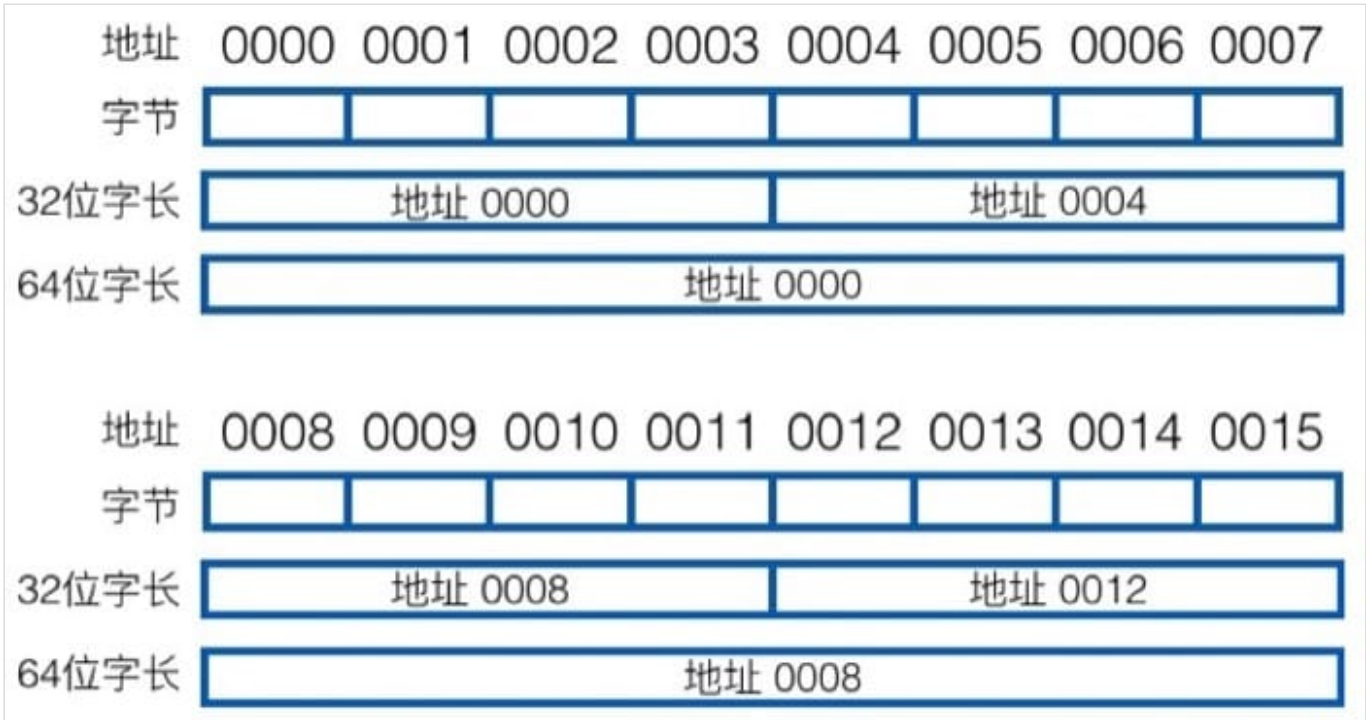 地址 0000 0001 0002 0003 0004 0005 0006 0007
字节
32位字长 地址 0000 地址 0004
64位字长 地址 0000
地址 0008 0009 0010 0011 0012 0013 0014 0015
字节
32位字长 地址 0008 地址 0012
64位字长 地址 0008